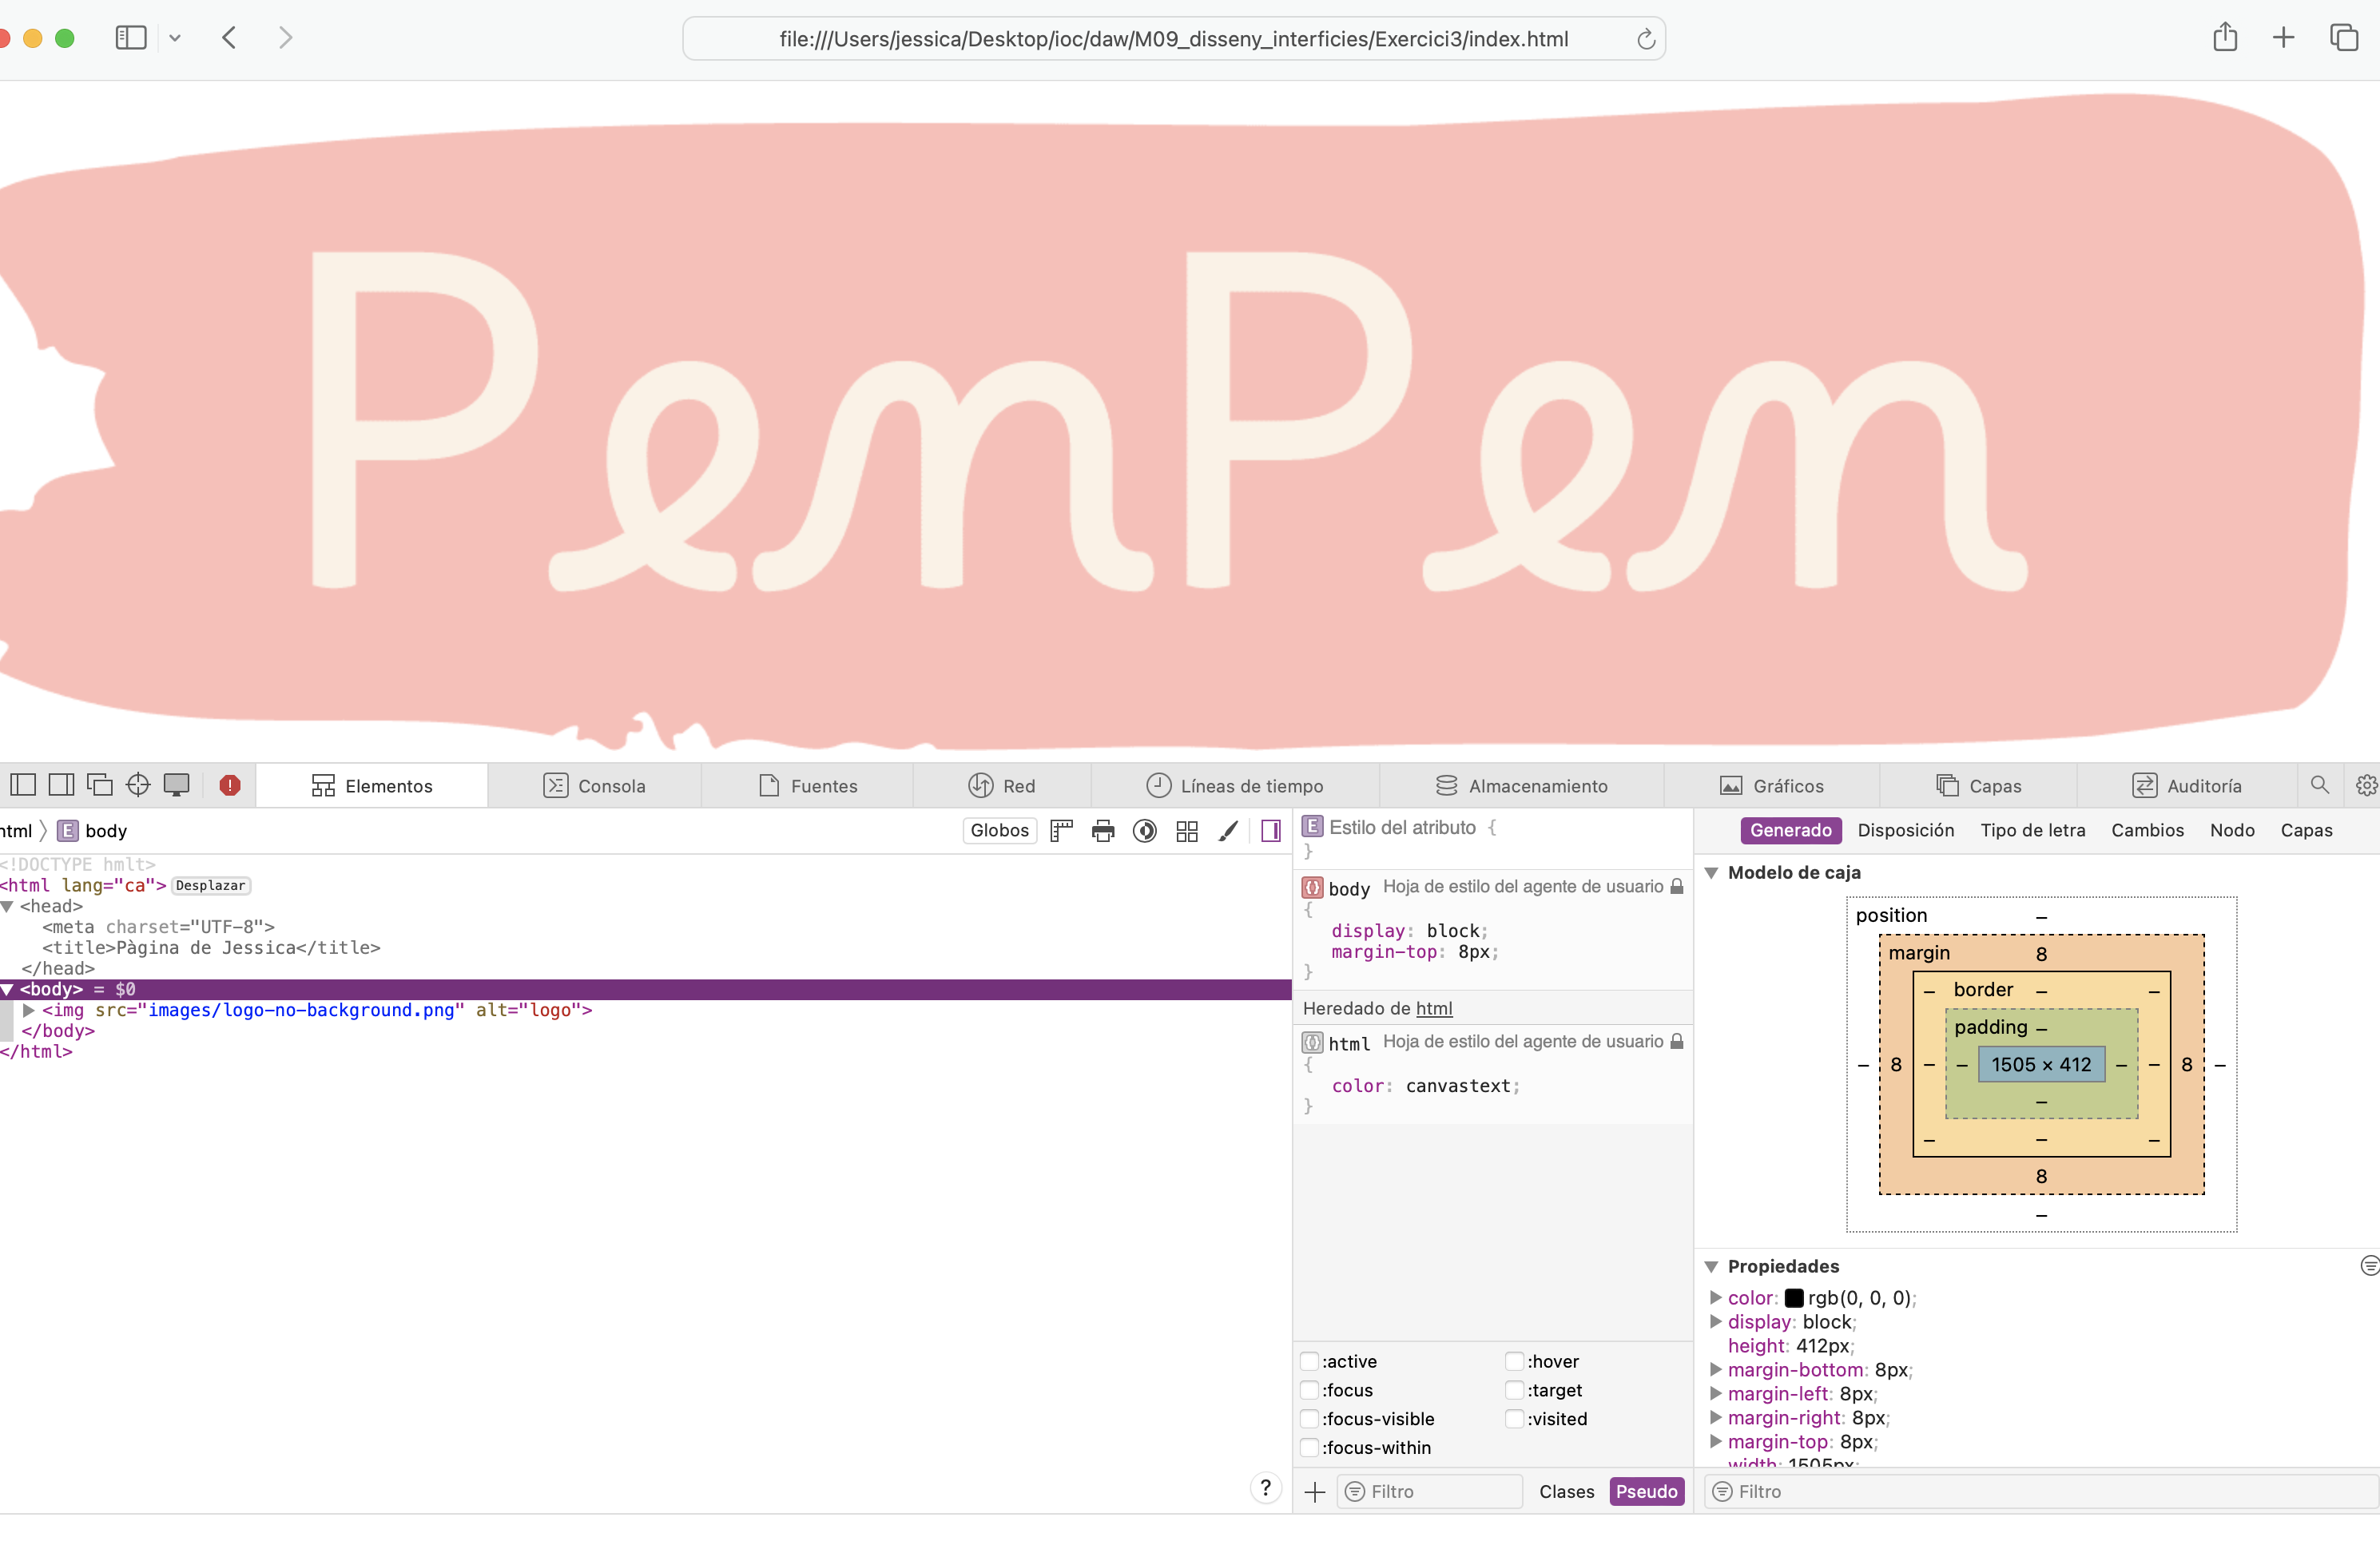 file:///Users/jessica/Desktop/ioc/daw/M09_disseny_interficies/Exercici3/index.html
PenPen
Elementos
Consola
Fuentes
Red
Líneas de tiempo
Almacenamiento
Gráficos
Capas
Auditoría
html
E body
Globos
<!DOCTYPE hmlt>
<html lang="ca"> Desplazar
<head>
<meta charset="UTF-8">
<title>Pàgina de Jessica</title>
</head>
<body> = $0
<img src="images/logo-no-background.png" alt="logo">
</body>
</html>
?
E Estilo del atributo {
}
body Hoja de estilo del agente de usuario
{
display: block;
margin-top: 8px;
}
Heredado de html
html Hoja de estilo del agente de usuario
{
color: canvastext;
}
:active
:hover
:focus
:target
:focus-visible
:visited
:focus-within
Filtro
Clases
Pseudo
Generado
Disposición
Tipo de letra
Cambios
Nodo
Capas
Modelo de caja
position –
margin 8
– border – –
padding –
– 8 – – 1505 × 412 – – 8 –
–
– – –
8
–
Propiedades
color: rgb(0, 0, 0);
display: block;
height: 412px;
margin-bottom: 8px;
margin-left: 8px;
margin-right: 8px;
margin-top: 8px;
width: 1505px;
Filtro